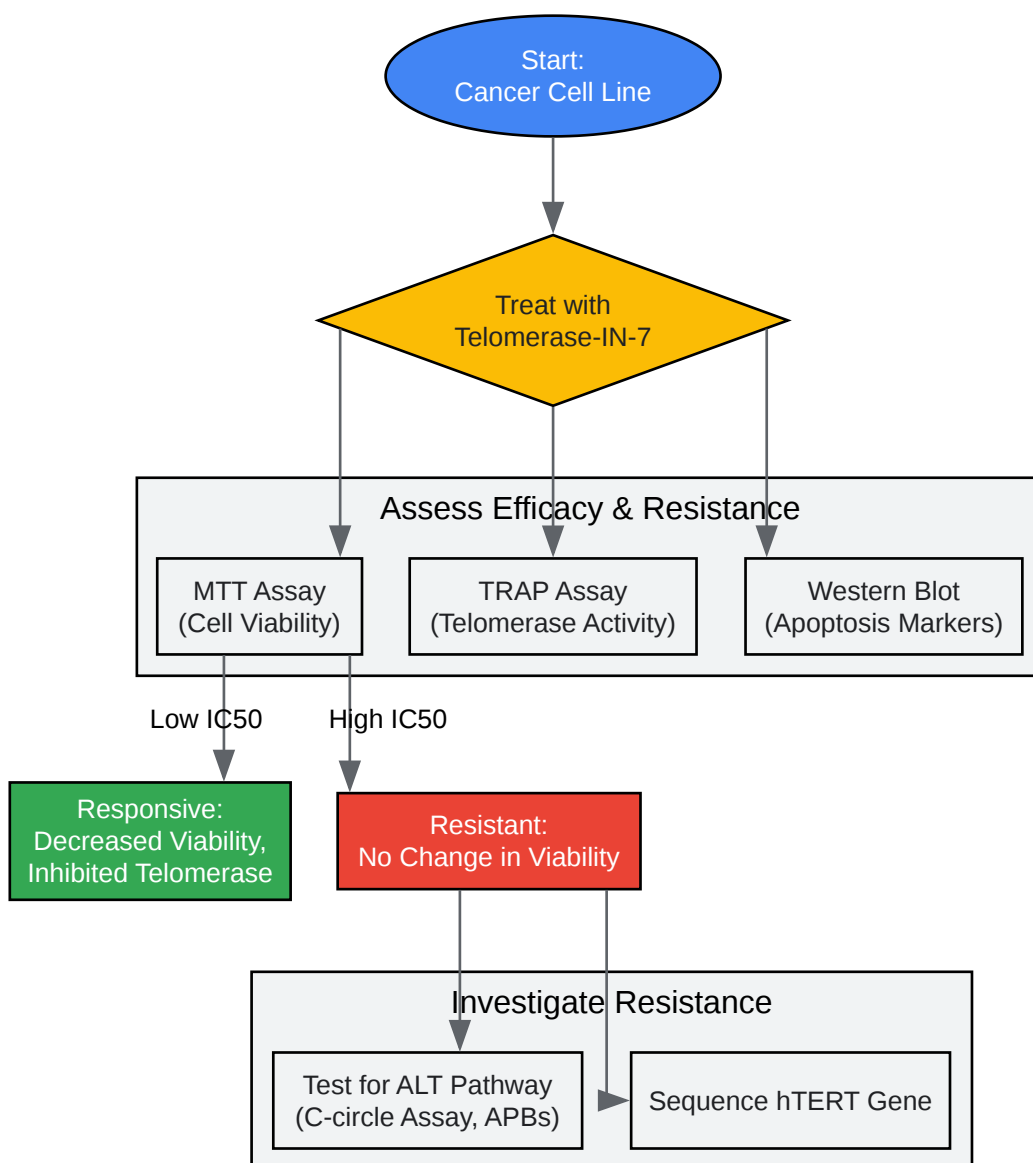 Start:
Cancer Cell Line
Treat with
Telomerase-IN-7
Assess Efficacy & Resistance
MTT Assay
(Cell Viability)
TRAP Assay
(Telomerase Activity)
Western Blot
(Apoptosis Markers)
Low IC50
High IC50
Responsive:
Decreased Viability,
Inhibited Telomerase
Resistant:
No Change in Viability
Investigate Resistance
Test for ALT Pathway
(C-circle Assay, APBs)
Sequence hTERT Gene